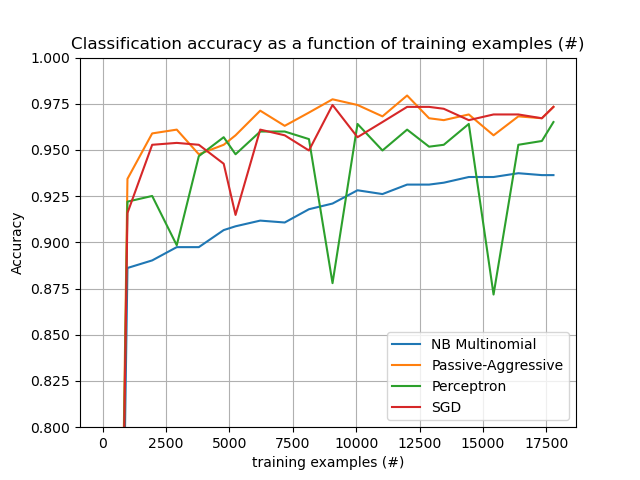 Classification accuracy as a function of training examples (#)
1.000
0.975
0.950
0.925
0.900
0.875
0.850
0.825
0.800
Accuracy
NB Multinomial
Passive-Aggressive
Perceptron
SGD
0 2500 5000 7500 10000 12500 15000 17500
training examples (#)